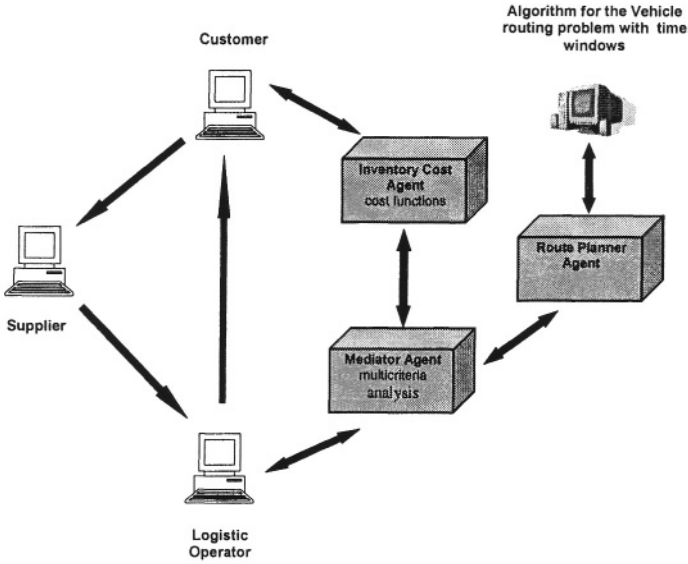 Algorithm for the Vehicle
routing problem with time
windows
Customer
Inventory Cost
Agent
cost functions
Route Planner
Agent
Supplier
Mediator Agent
multicriteria
analysis
Logistic
Operator